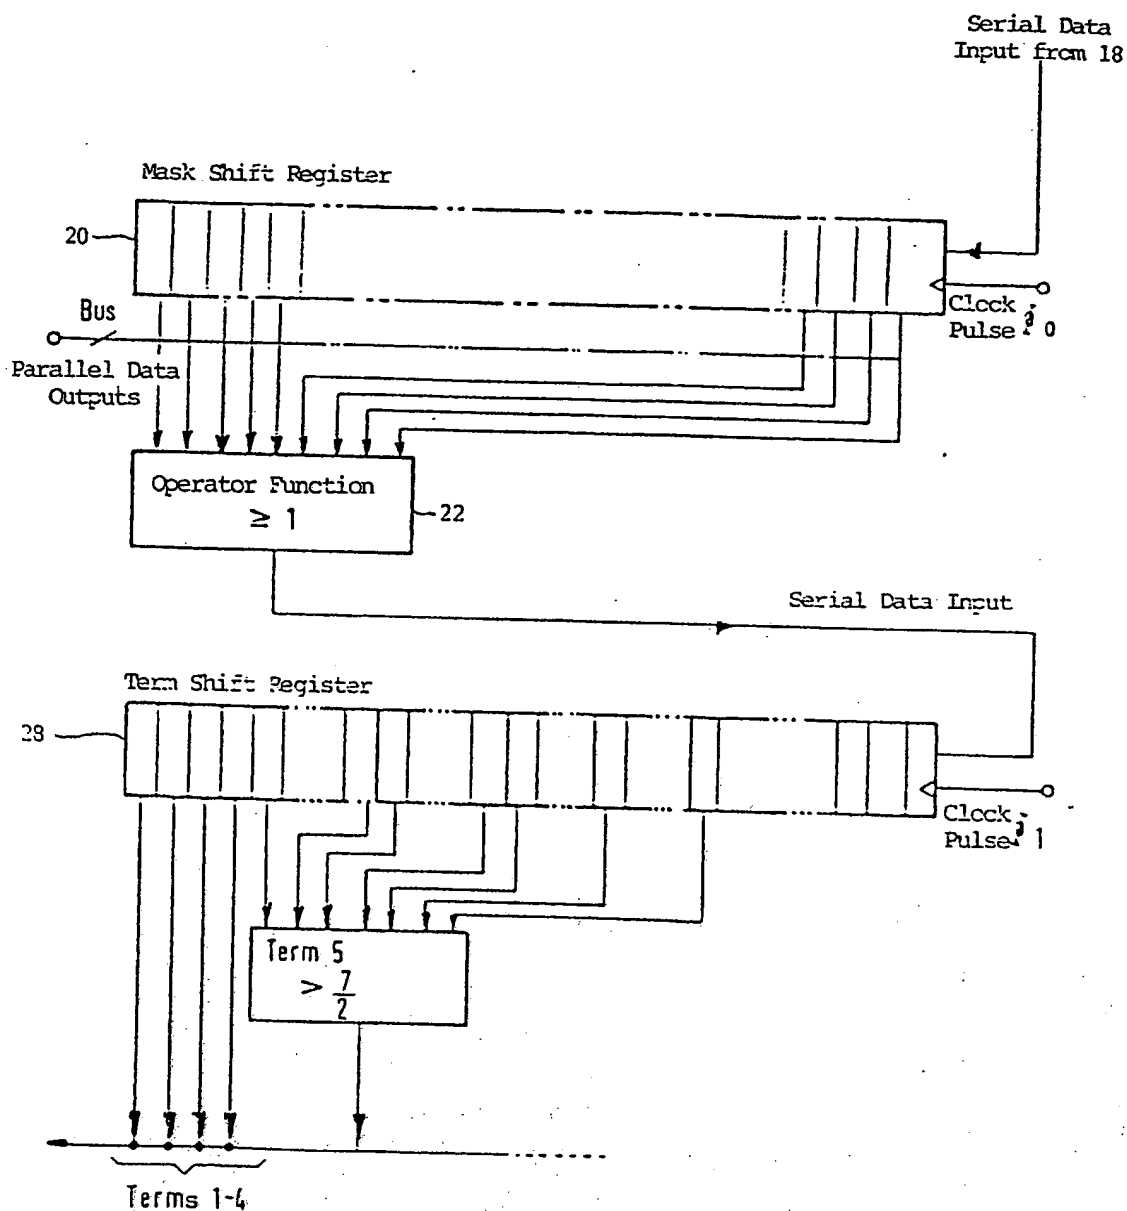 Serial Data
Input from 18
Mask Shift Register
20
Bus
Clock
Pulse 0
Parallel Data
Outputs
Operator Function
≥ 1
22
Serial Data Input
Term Shift Register
28
Clock
Pulse 1
Term 5
> 7/2
Terms 1-4